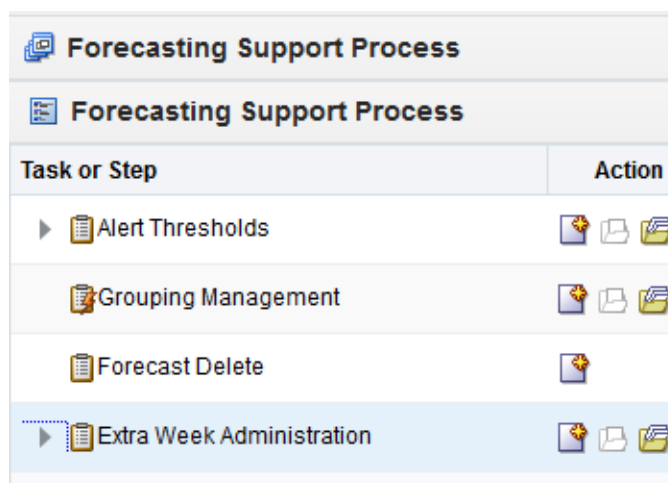 Forecasting Support Process
Forecasting Support Process
Task or Step Action
Alert Thresholds
Grouping Management
Forecast Delete
Extra Week Administration